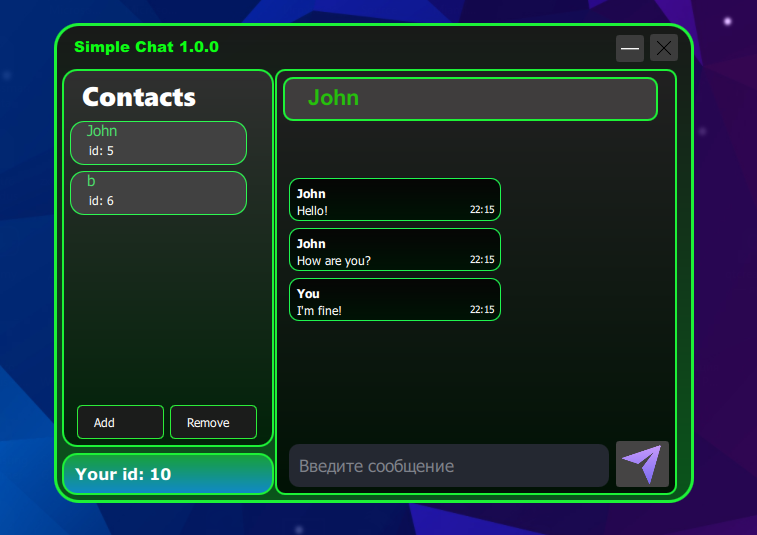 Simple Chat 1.0.0
Contacts
John
id: 5
b
id: 6
Add
Remove
Your id: 10
John
John
Hello!
22:15
John
How are you?
22:15
You
I'm fine!
22:15
Введите сообщение